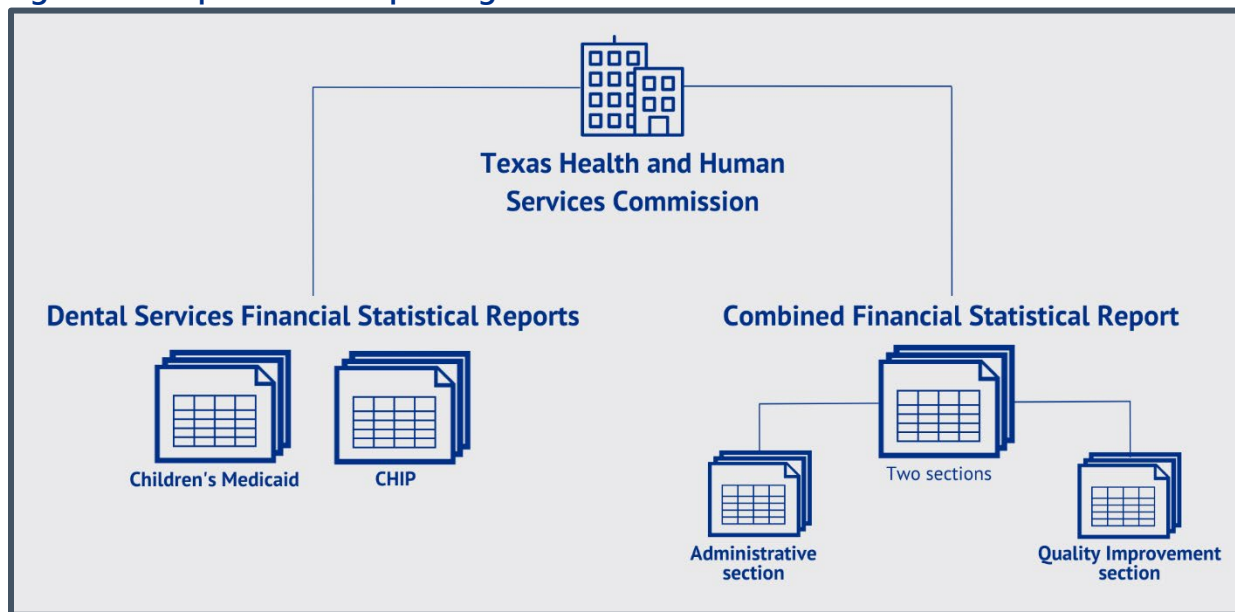 Texas Health and Human
Services Commission
Dental Services Financial Statistical Reports
Children's Medicaid
CHIP
Combined Financial Statistical Report
Two sections
Administrative
section
Quality Improvement
section